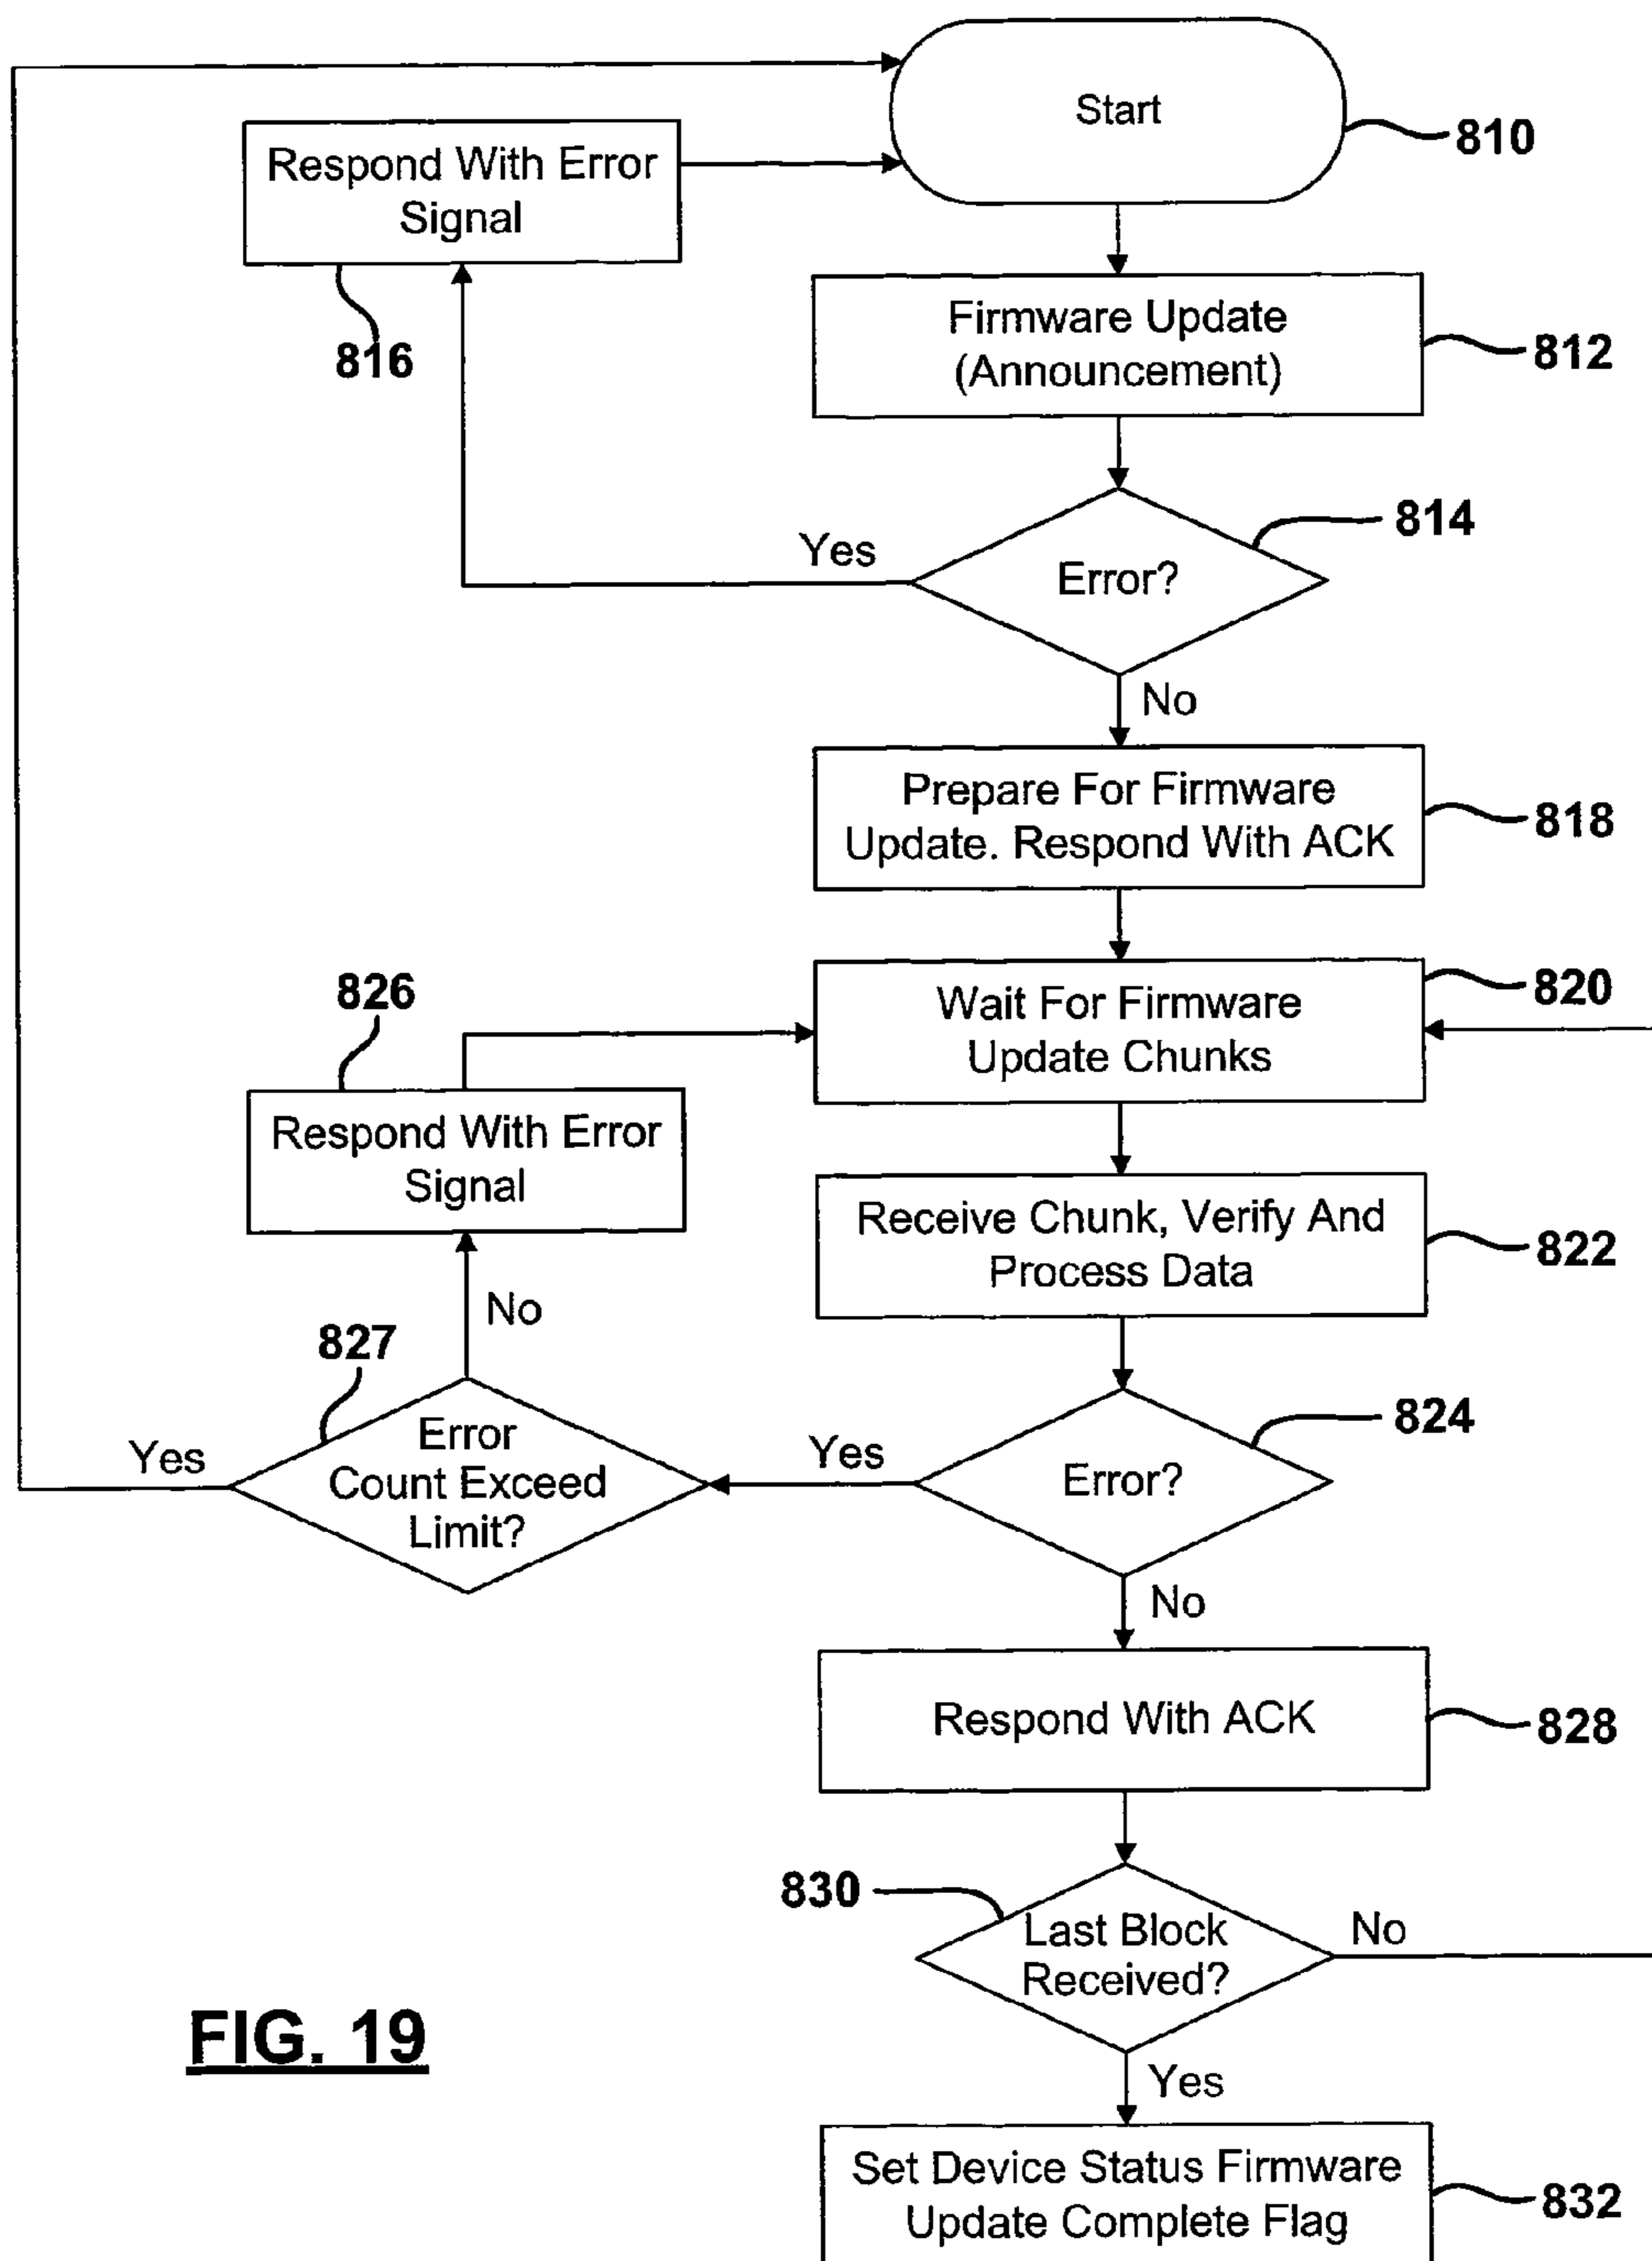 Start
810
Respond With Error
Signal
816
Firmware Update
(Announcement)
812
814
Yes
Error?
No
Prepare For Firmware
Update. Respond With ACK
818
826
Wait For Firmware
Update Chunks
820
Respond With Error
Signal
Receive Chunk, Verify And
Process Data
822
No
827
824
Yes
Error
Count Exceed
Limit?
Yes
Error?
No
Respond With ACK
828
830
Last Block
Received?
No
FIG. 19
Yes
Set Device Status Firmware
Update Complete Flag
832